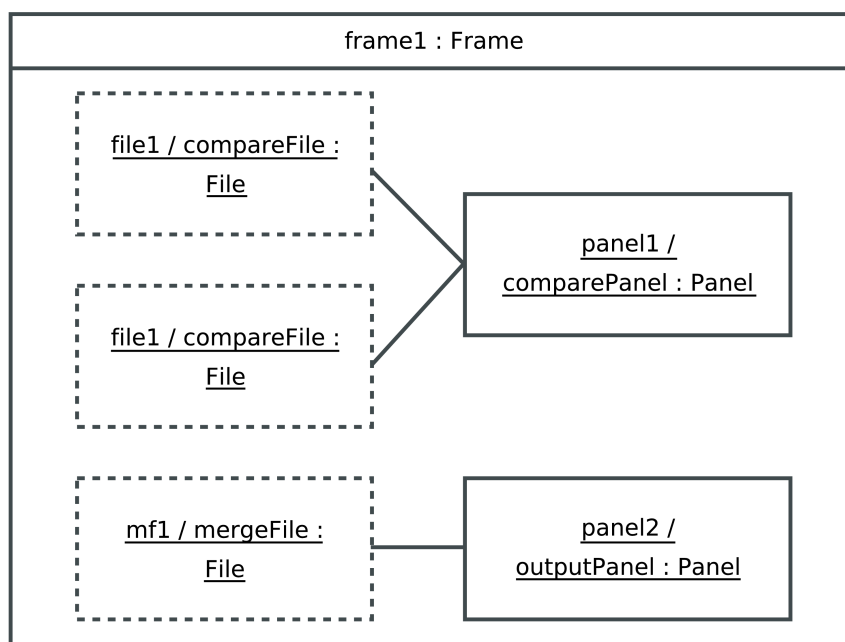 frame1 : Frame
file1 / compareFile :
File
panel1 /
comparePanel : Panel
file1 / compareFile :
File
mf1 / mergeFile :
File
panel2 /
outputPanel : Panel